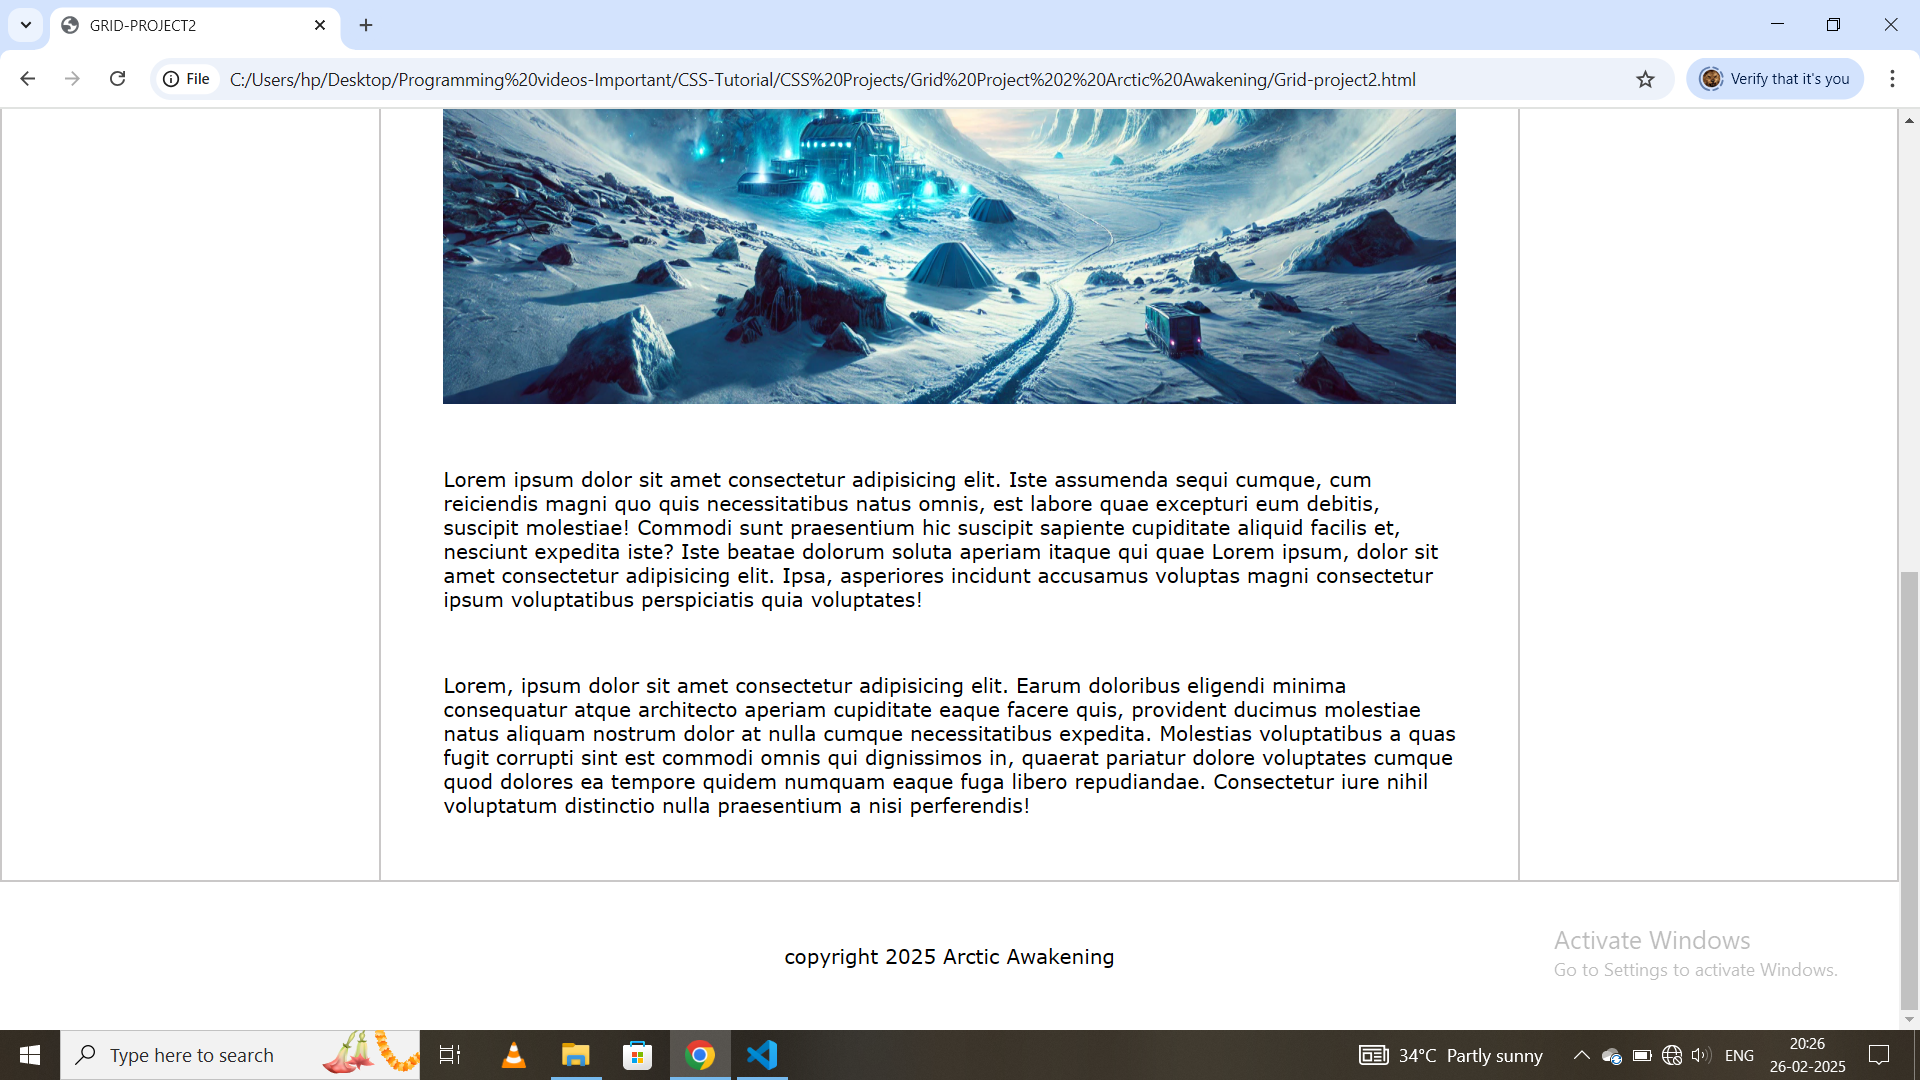 GRID-PROJECT2
File
C:/Users/hp/Desktop/Programming%20videos-Important/CSS-Tutorial/CSS%20Projects/Grid%20Project%202%20Arctic%20Awakening/Grid-project2.html
Verify that it's you
Lorem ipsum dolor sit amet consectetur adipisicing elit. Iste assumenda sequi cumque, cum
reiciendis magni quo quis necessitatibus natus omnis, est labore quae excepturi eum debitis,
suscipit molestiae! Commodi sunt praesentium hic suscipit sapiente cupiditate aliquid facilis et,
nesciunt expedita iste? Iste beatae dolorum soluta aperiam itaque qui quae Lorem ipsum, dolor sit
amet consectetur adipisicing elit. Ipsa, asperiores incidunt accusamus voluptas magni consectetur
ipsum voluptatibus perspiciatis quia voluptates!
Lorem, ipsum dolor sit amet consectetur adipisicing elit. Earum doloribus eligendi minima
consequatur atque architecto aperiam cupiditate eaque facere quis, provident ducimus molestiae
natus aliquam nostrum dolor at nulla cumque necessitatibus expedita. Molestias voluptatibus a quas
fugit corrupti sint est commodi omnis qui dignissimos in, quaerat pariatur dolore voluptates cumque
quod dolores ea tempore quidem numquam eaque fuga libero repudiandae. Consectetur iure nihil
voluptatum distinctio nulla praesentium a nisi perferendis!
copyright 2025 Arctic Awakening
Activate Windows
Go to Settings to activate Windows.
Type here to search
34°C Partly sunny
ENG
20:26
26-02-2025